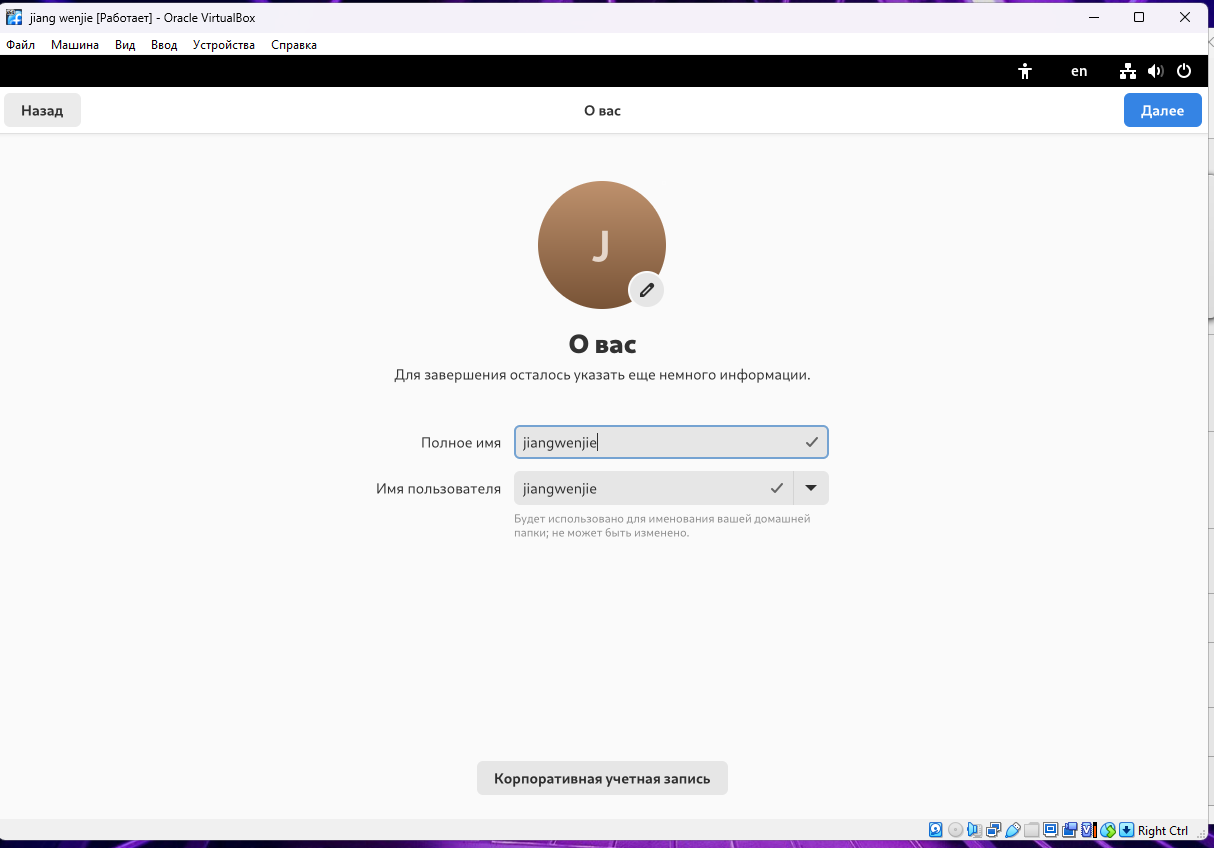 jiang wenjie [Работает] - Oracle VirtualBox
Файл Машина Вид Ввод Устройства Справка
en
Назад О вас Далее
J
О вас
Для завершения осталось указать еще немного информации.
Полное имя jiangwenjie
Имя пользователя jiangwenjie
Будет использовано для именования вашей домашней
папки; не может быть изменено.
Корпоративная учетная запись
Right Ctrl